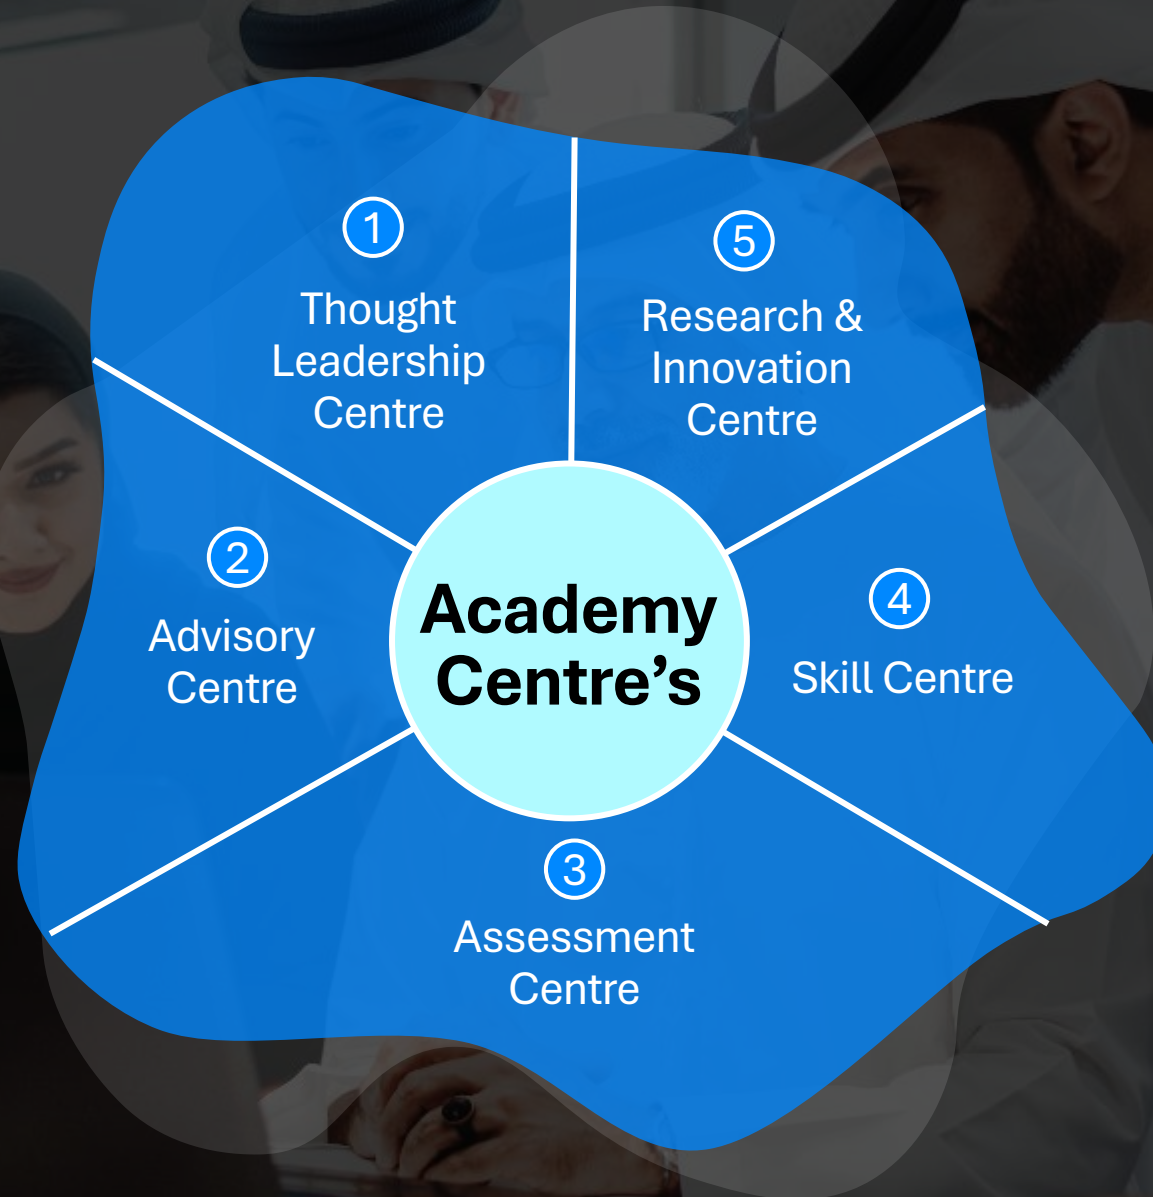 1
Thought
Leadership
Centre
5
Research &
Innovation
Centre
2
Advisory
Centre
Academy
Centre’s
4
Skill Centre
3
Assessment
Centre